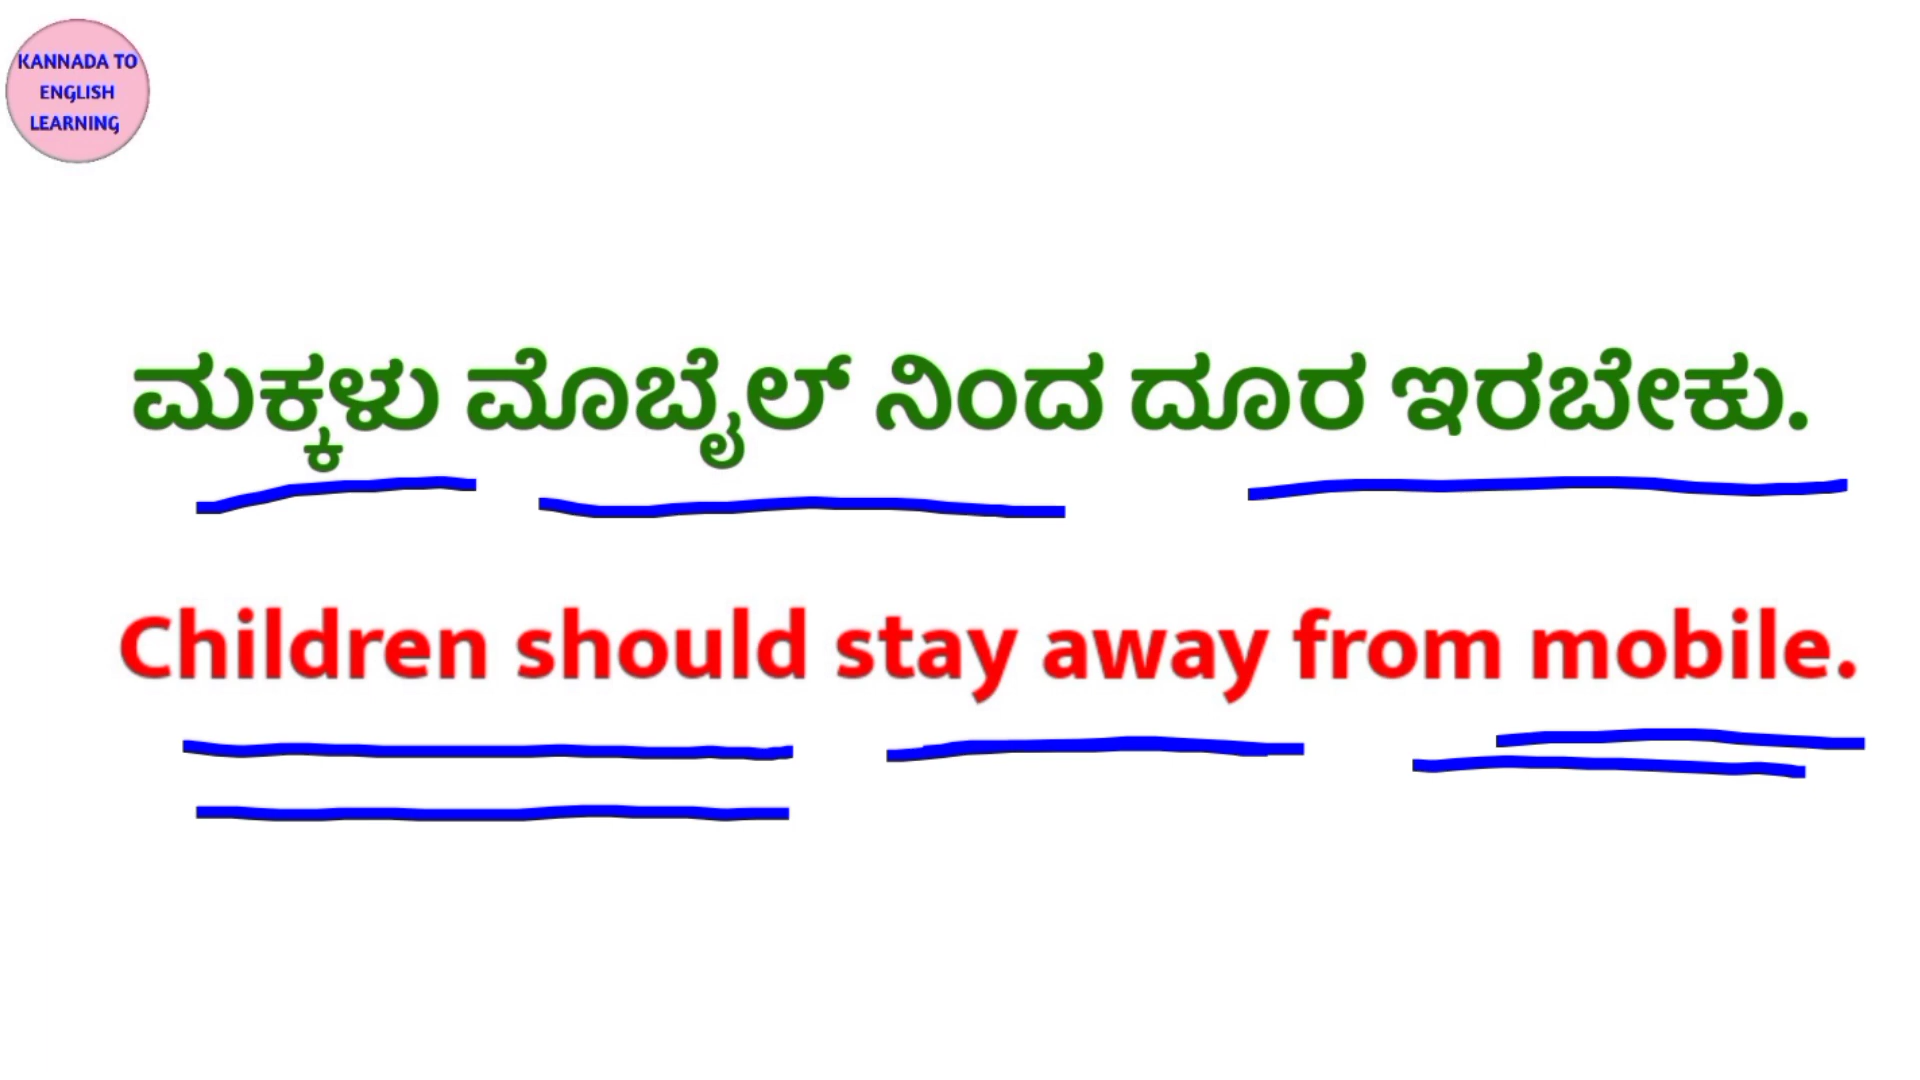 KANNADA TO
ENGLISH
LEARNING
ಮಕ್ಕಳು ಮೊಬೈಲ್ ನಿಂದ ದೂರ ಇರಬೇಕು.
Children should stay away from mobile.